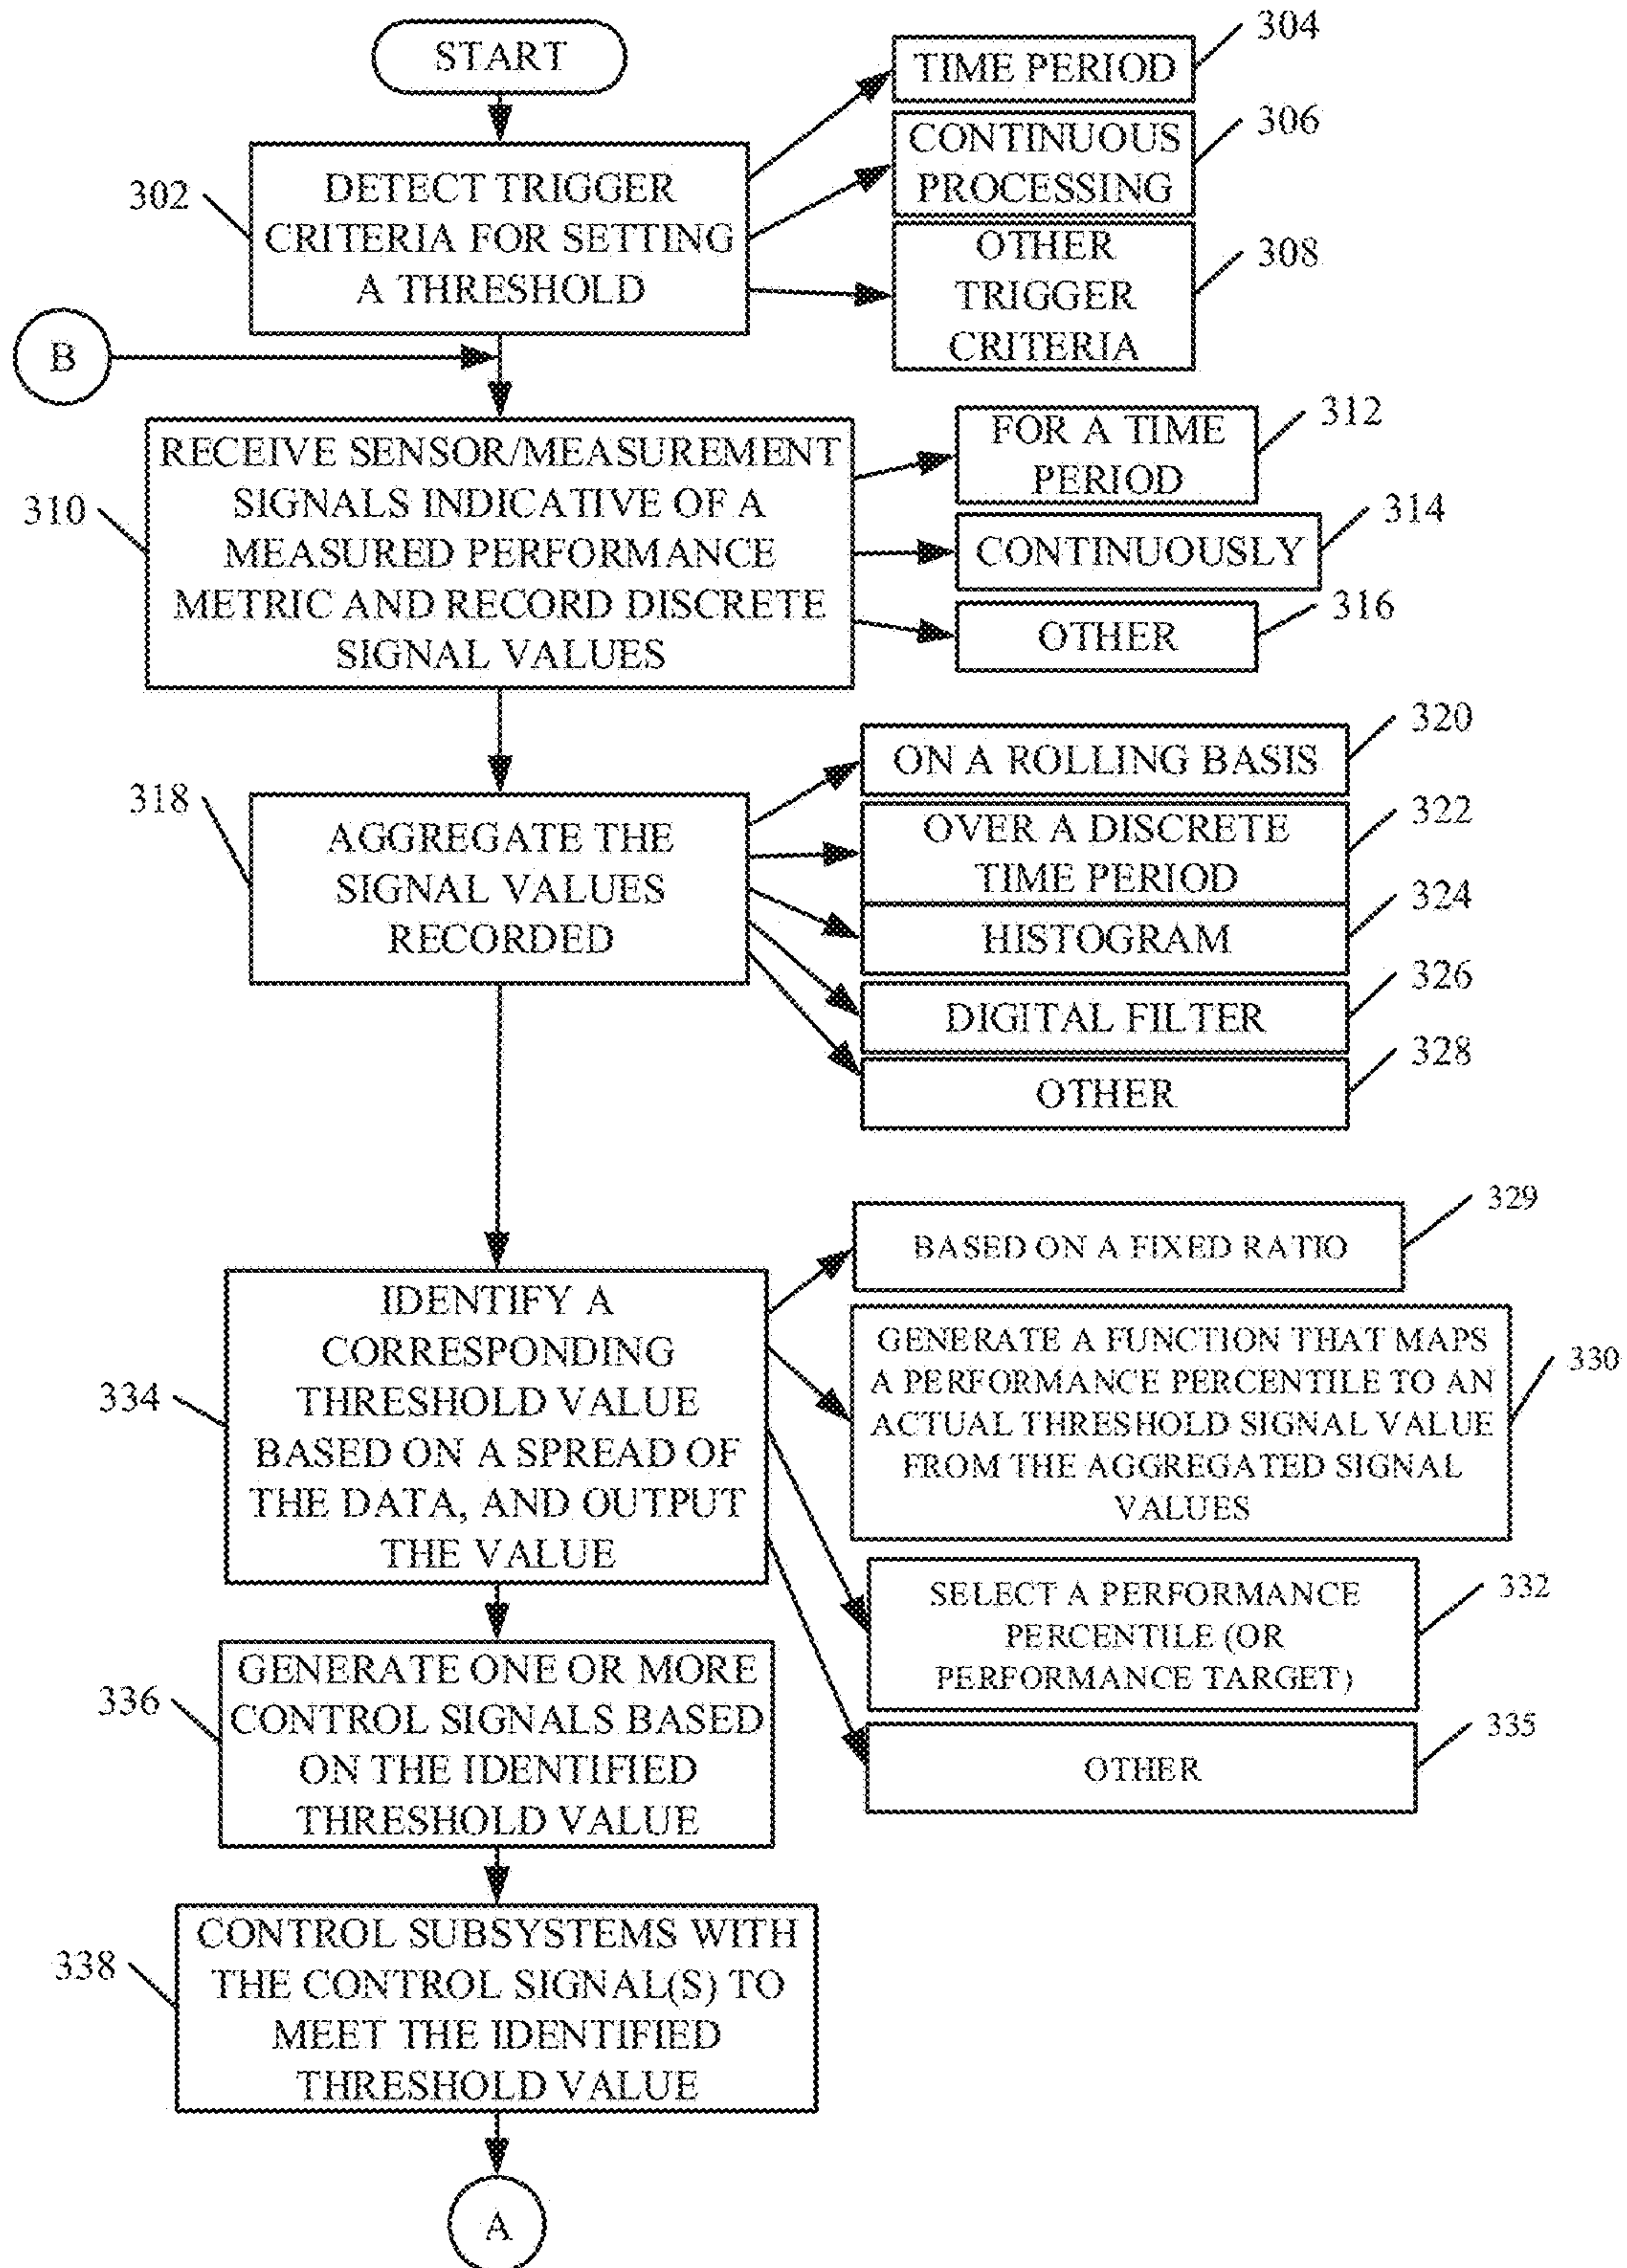 START
304
TIME PERIOD
306
CONTINUOUS
PROCESSING
302
DETECT TRIGGER
CRITERIA FOR SETTING
A THRESHOLD
308
OTHER
TRIGGER
CRITERIA
B
310
RECEIVE SENSOR/MEASUREMENT
SIGNALS INDICATIVE OF A
MEASURED PERFORMANCE
METRIC AND RECORD DISCRETE
SIGNAL VALUES
312
FOR A TIME
PERIOD
314
CONTINUOUSLY
316
OTHER
318
AGGREGATE THE
SIGNAL VALUES
RECORDED
320
ON A ROLLING BASIS
322
OVER A DISCRETE
TIME PERIOD
324
HISTOGRAM
326
DIGITAL FILTER
328
OTHER
334
IDENTIFY A
CORRESPONDING
THRESHOLD VALUE
BASED ON A SPREAD OF
THE DATA, AND OUTPUT
THE VALUE
329
BASED ON A FIXED RATIO
330
GENERATE A FUNCTION THAT MAPS
A PERFORMANCE PERCENTILE TO AN
ACTUAL THRESHOLD SIGNAL VALUE
FROM THE AGGREGATED SIGNAL
VALUES
332
SELECT A PERFORMANCE
PERCENTILE (OR
PERFORMANCE TARGET)
335
OTHER
336
GENERATE ONE OR MORE
CONTROL SIGNALS BASED
ON THE IDENTIFIED
THRESHOLD VALUE
338
CONTROL SUBSYSTEMS WITH
THE CONTROL SIGNAL(S) TO
MEET THE IDENTIFIED
THRESHOLD VALUE
A